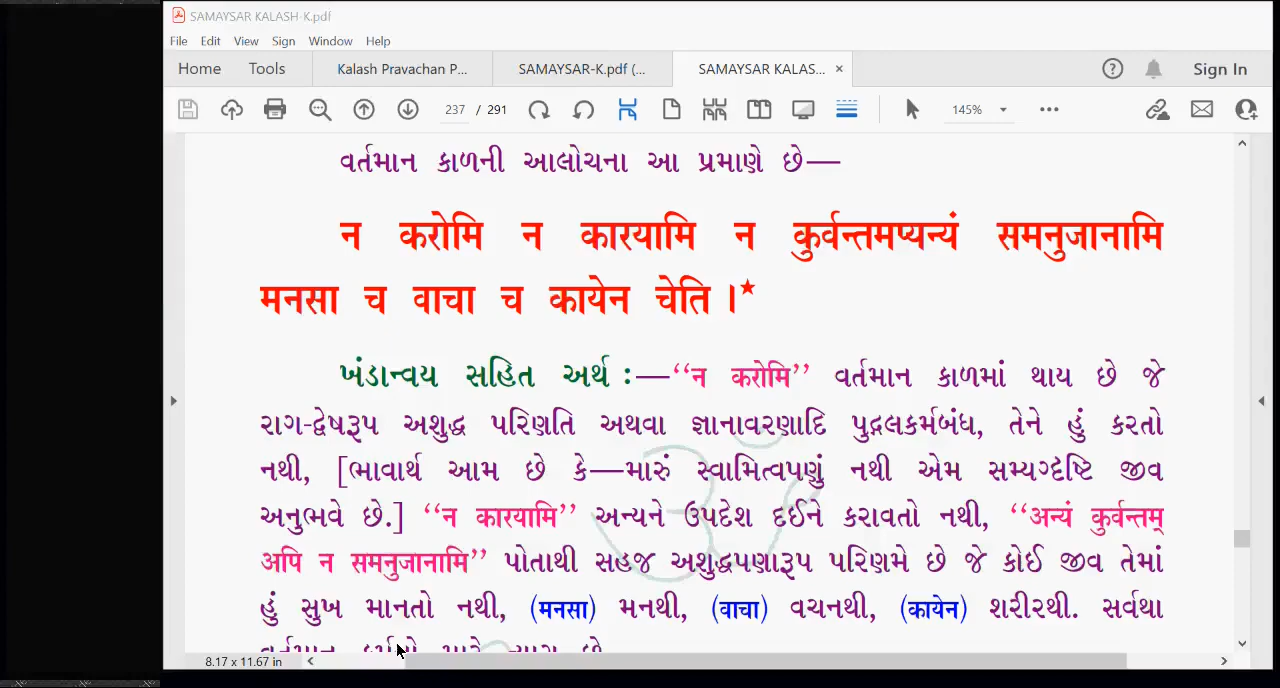 SAMAYSAR KALASH-K.pdf
File Edit View Sign Window Help
Home Tools Kalash Pravachan P... SAMAYSAR-K.pdf (... SAMAYSAR KALAS... × Sign In
237 / 291 145%
વર્તમાન કાળની આલોચના આ પ્રમાણે છે—
न करोमि न कारयामि न कुर्वन्तमप्यन्यं समनुजानामि
मनसा च वाचा च कायेन चेति ।★
ખંડાન્વય સહિત અર્થ :—‘‘न करोमि’’ વર્તમાન કાળમાં થાય છે જે
રાગ-દ્વેષરૂપ અશુદ્ધ પરિણતિ અથવા જ્ઞાનાવરણાદિ પુદ્ગલકર્મબંધ, તેને હું કરતો
નથી, [ભાવાર્થ આમ છે કે—મારું સ્વામિત્વપણું નથી એમ સમ્યગ્દૃષ્ટિ જીવ
અનુભવે છે.] ‘‘न कारयामि’’ અન્યને ઉપદેશ દઈને કરાવતો નથી, ‘‘अन्यं कुर्वन्तम्
अपि न समनुजानामि’’ પોતાથી સહજ અશુદ્ધપણારૂપ પરિણમે છે જે કોઈ જીવ તેમાં
હું સુખ માનતો નથી, (मनसा) મનથી, (वाचा) વચનથી, (कायेन) શરીરથી. સર્વથા
8.17 x 11.67 in